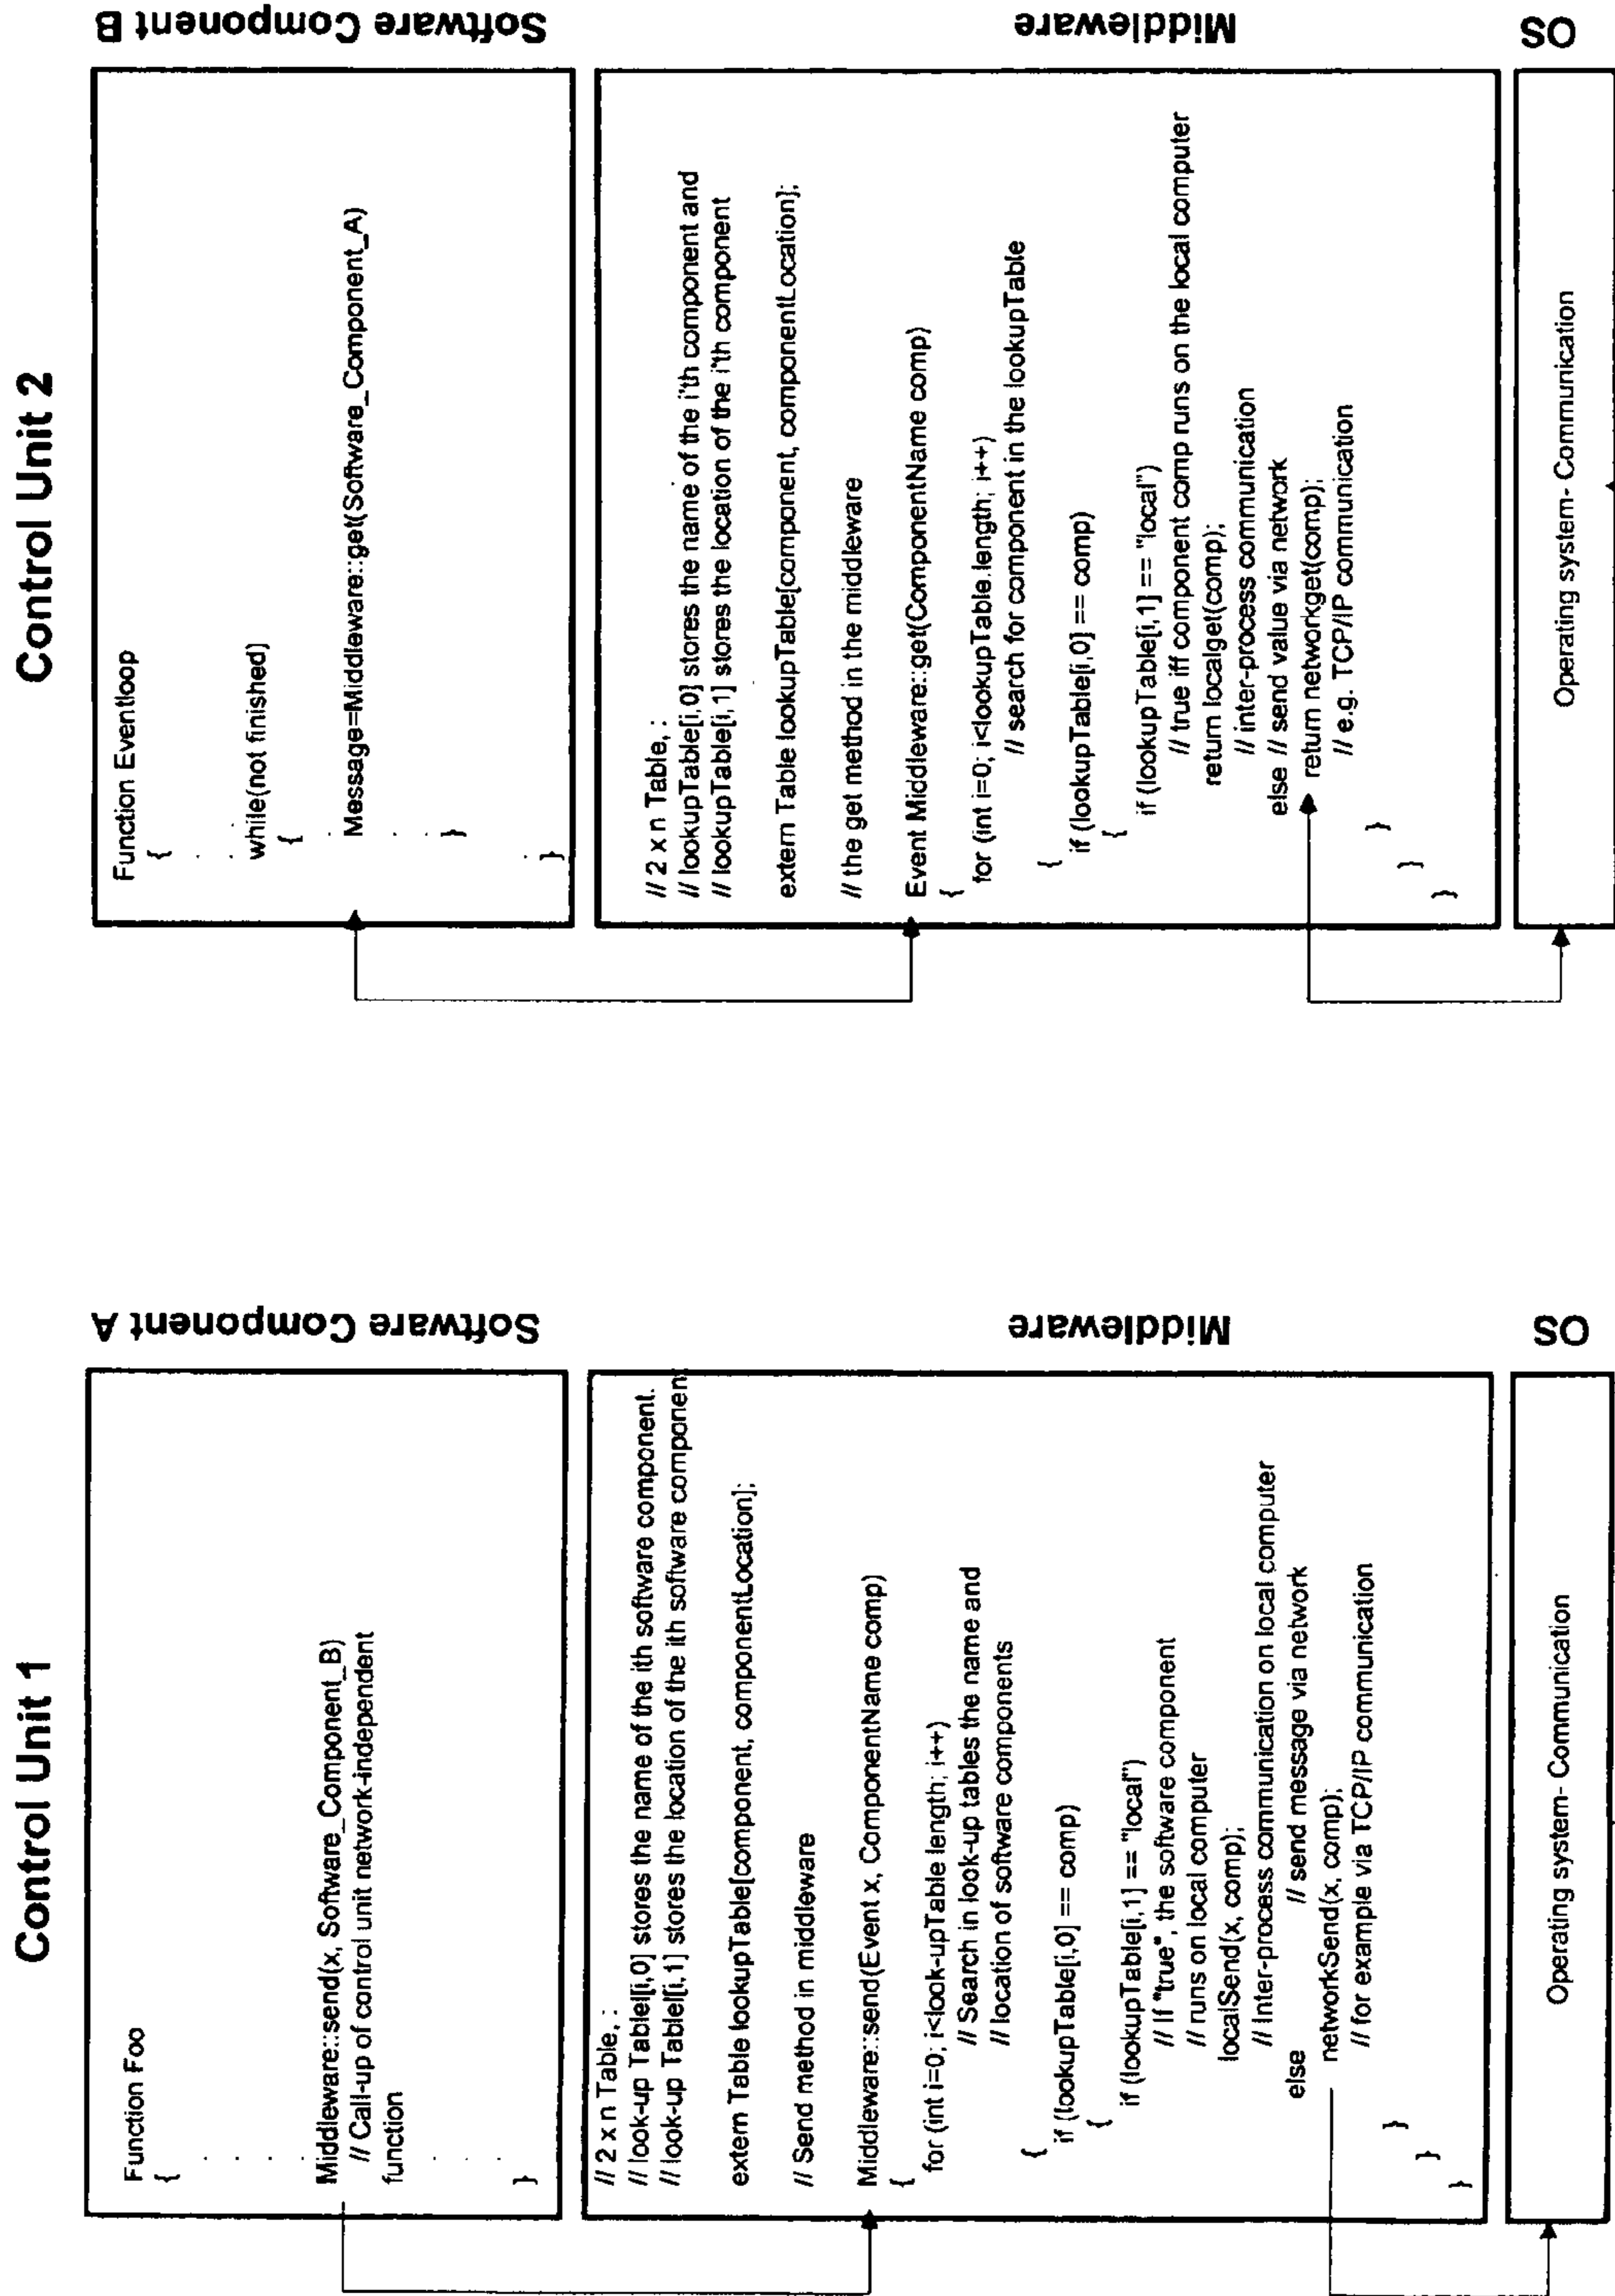 Control Unit 1
Software Component A
Function Foo
{
Middleware::send(x, Software_Component_B)
// Call-up of control unit network-independent
function
}
Middleware
// 2 x n Table, :
// look-up Tablel[i,0] stores the name of the ith software component.
// look-up Tablel[i,1] stores the location of the ith software component
extern Table lookupTable[component, componentLocation];
// Send method in middleware
Middleware::send(Event x, ComponentName comp)
{
for (int i=0; i<look-upTable length; i++)
// Search in look-up tables the name and
// location of software components
{
if (lookupTable[i,0] == comp)
{
if (lookupTable[i,1] == "local")
// If "true", the software component
// runs on local computer
localSend(x, comp);
// Inter-process communication on local computer
else // send message via network
networkSend(x, comp);
// for example via TCP/IP communication
}
}
}
OS
Operating system- Communication
Control Unit 2
Software Component B
Function Eventloop
{
while(not finished)
{
Message=Middleware::get(Software_Component_A)
}
}
Middleware
// 2 x n Table, :
// lookupTable[i,0] stores the name of the i'th component and
// lookupTable[i,1] stores the location of the i'th component
extern Table lookupTable[component, componentLocation];
// the get method in the middleware
Event Middleware::get(ComponentName comp)
{
for (int i=0; i<lookupTable.length; i++)
// search for component in the lookupTable
{
if (lookupTable[i,0] == comp)
{
if (lookupTable[i,1] == "local")
// true iff component comp runs on the local computer
return localget(comp);
// inter-process communication
else // send value via network
return networkget(comp);
// e.g. TCP/IP communication
}
}
}
OS
Operating system- Communication